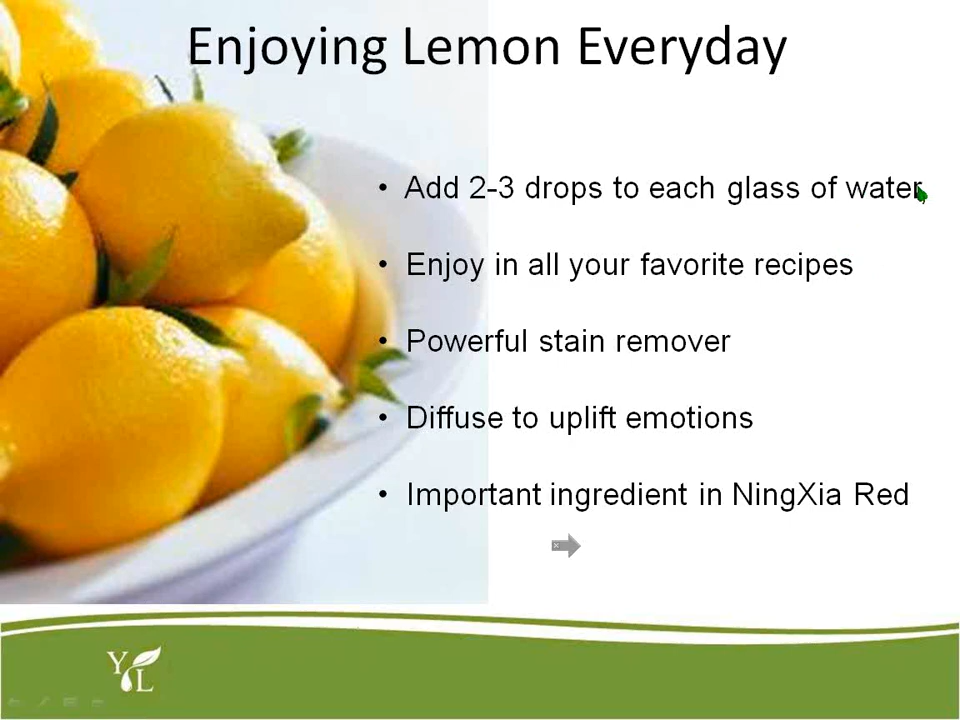 Enjoying Lemon Everyday
• Add 2-3 drops to each glass of water,
• Enjoy in all your favorite recipes
• Powerful stain remover
• Diffuse to uplift emotions
• Important ingredient in NingXia Red
YL